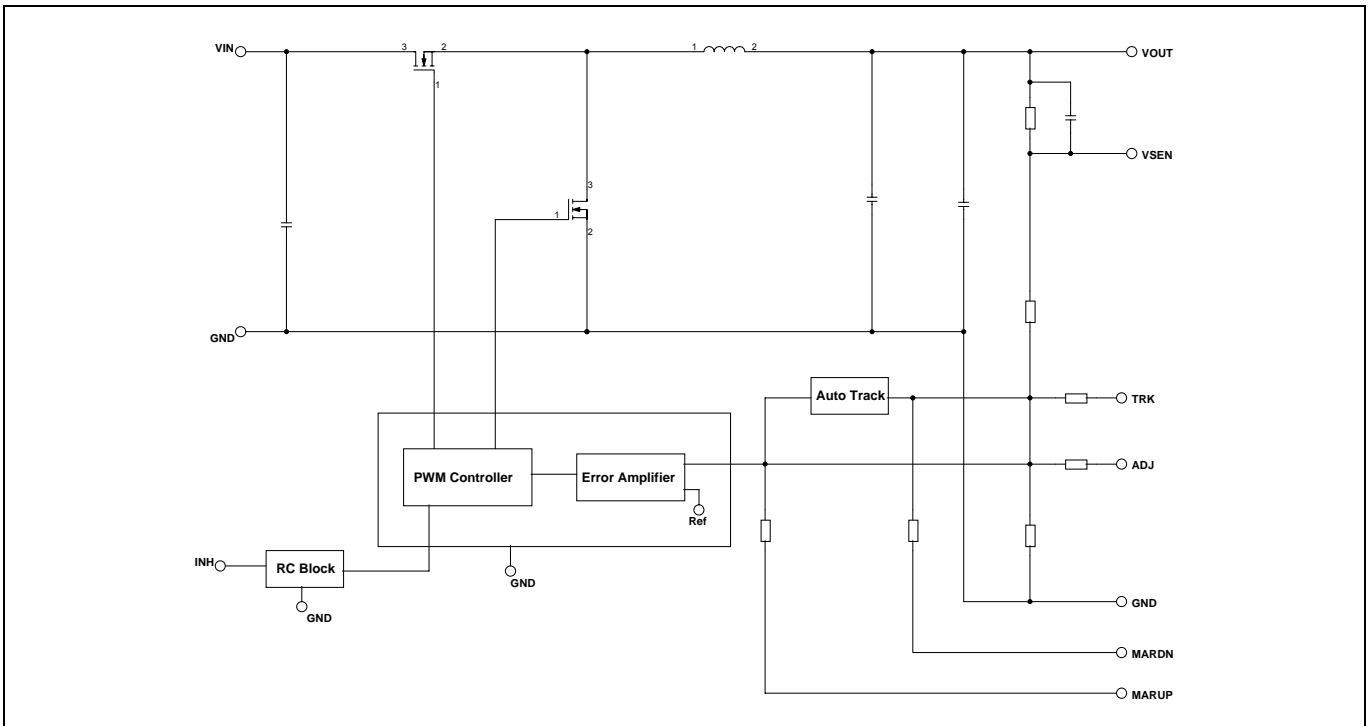 VIN
3
2
1
1
2
VOUT
VSEN
3
1
2
GND
Auto Track
TRK
PWM Controller
Error Amplifier
ADJ
Ref
INH
RC Block
GND
GND
GND
MARDN
MARUP